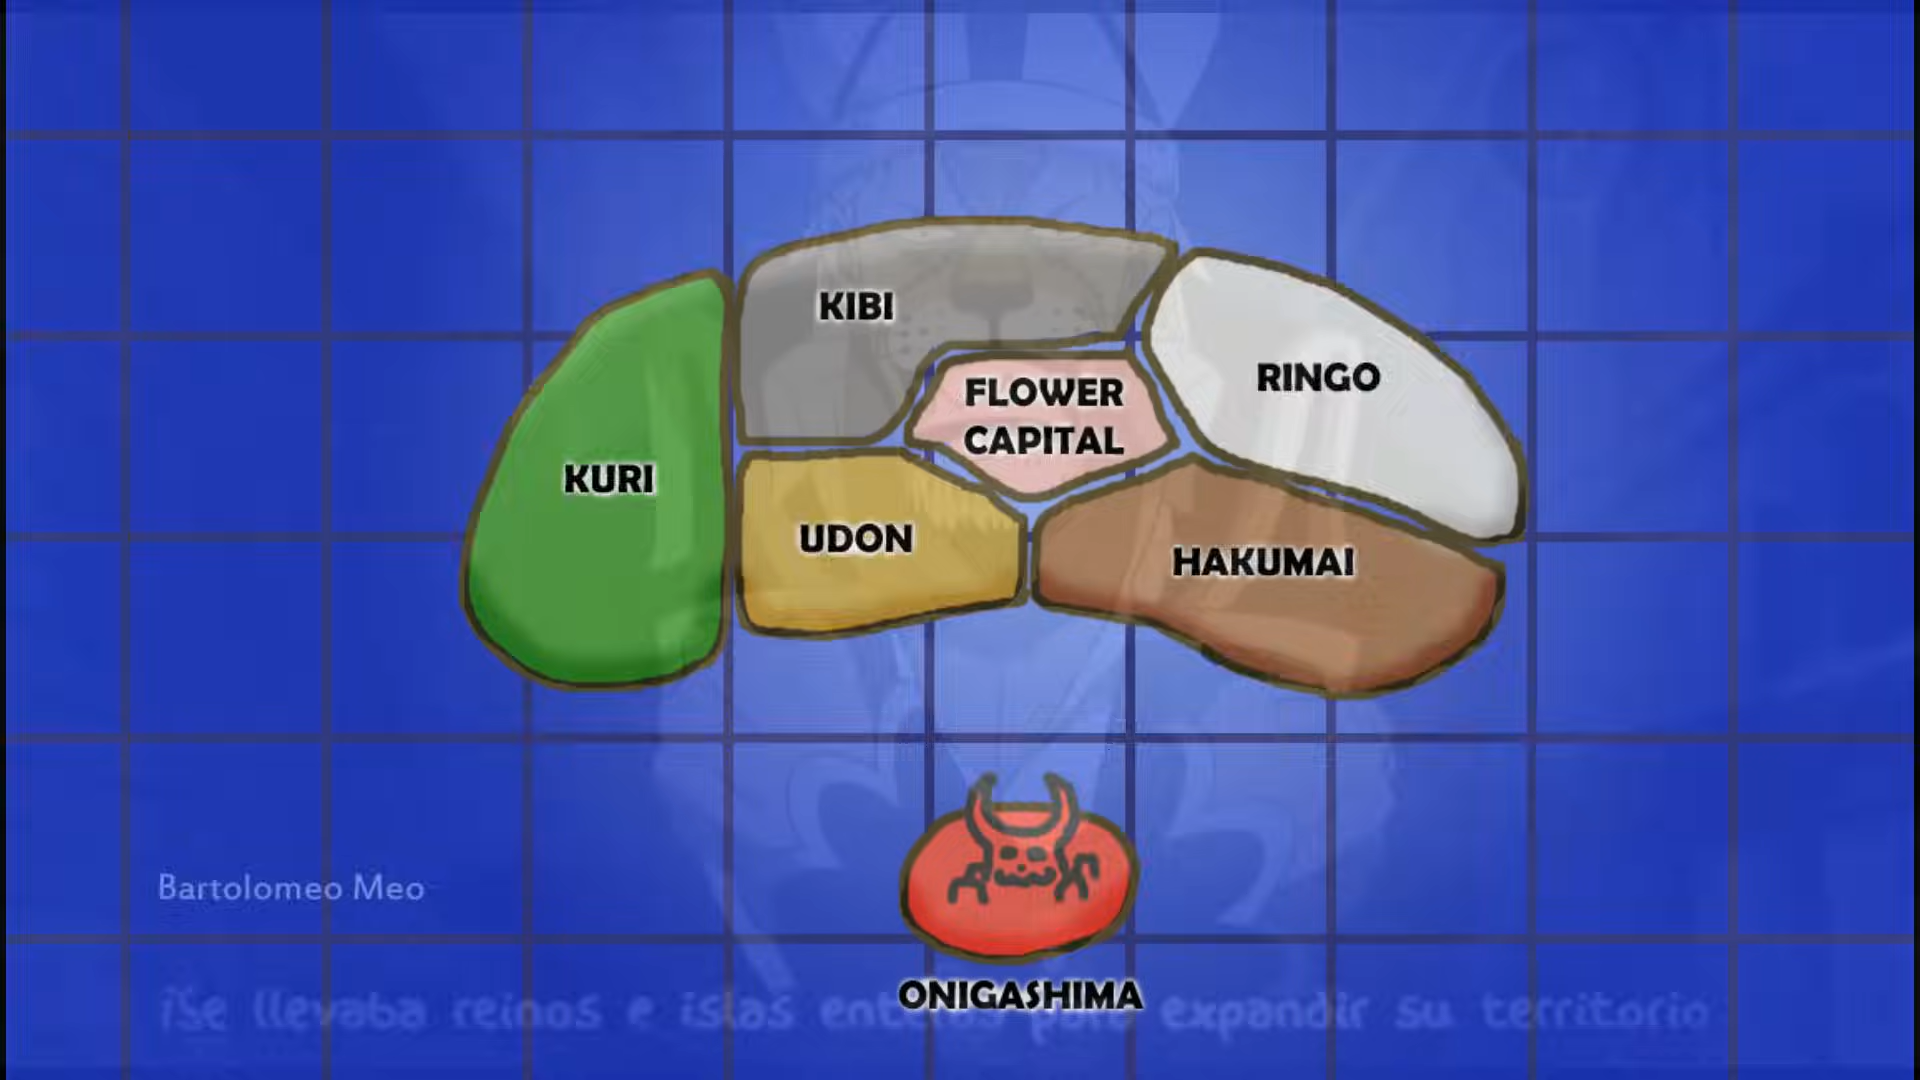 KIBI
RINGO
FLOWER
CAPITAL
KURI
UDON
HAKUMAI
Bartolomeo Meo
ONIGASHIMA
¡Se llevaba reinos e islas enteros para expandir su territorio